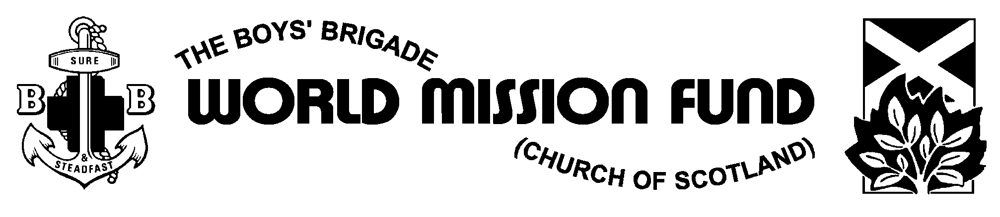 SURE
B B
&
STEADFAST
THE BOYS' BRIGADE
WORLD MISSION FUND
(CHURCH OF SCOTLAND)